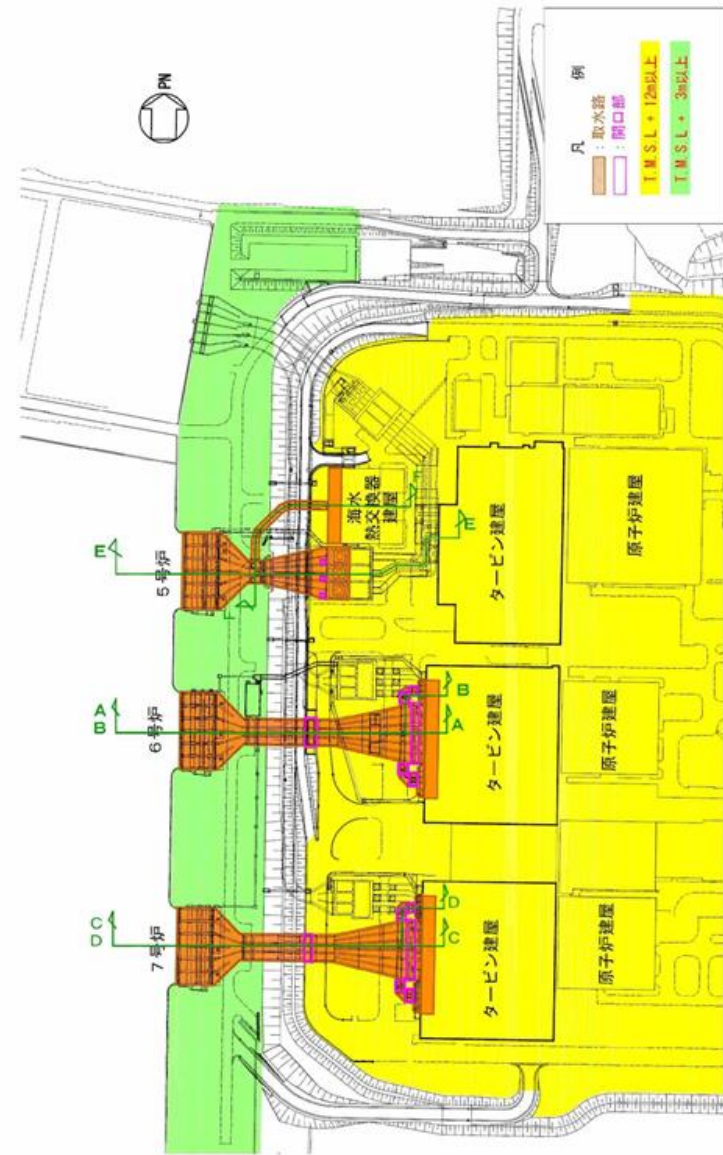 PN
凡 例
：取水路
：開口部
T.M.S.L + 12m以上
T.M.S.L + 3m以上
5号炉
E
F
海水
熱交換器
建屋
F
E
タービン建屋
原子炉建屋
6号炉
A
B
B
A
タービン建屋
原子炉建屋
7号炉
C
D
D
C
タービン建屋
原子炉建屋